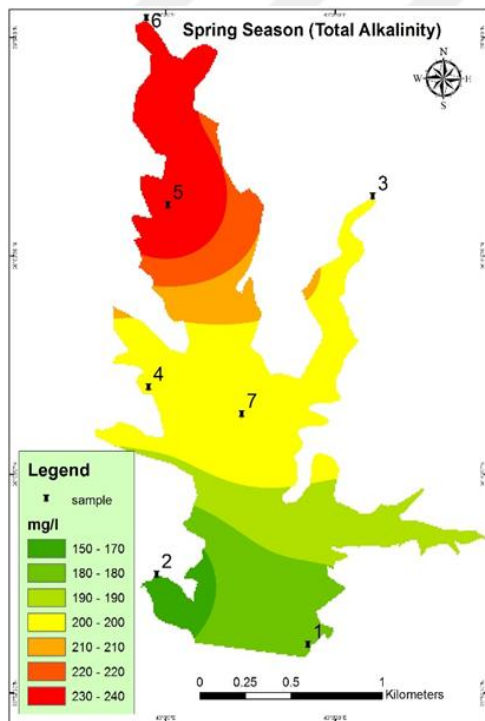 6
Spring Season (Total Alkalinity)
N
W
E
S
3
5
4
7
Legend
sample
mg/l
150 - 170
180 - 180
190 - 190
200 - 200
210 - 210
220 - 220
230 - 240
2
1
0 0.25 0.5 1
Kilometers